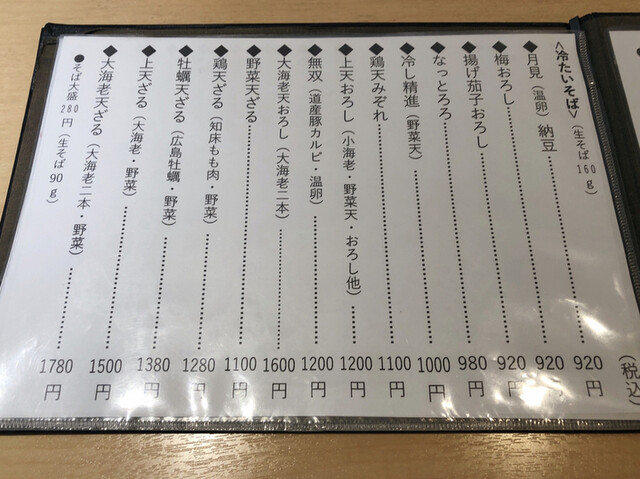 <冷たいそば> (生そば160g) (税込)
◆月見(温卵)納豆 920円
◆梅おろし 920円
◆揚げ茄子おろし 920円
◆なっとろろ 980円
◆冷し精進(野菜天) 1000円
◆鶏天みぞれ 1100円
◆上天おろし(小海老・野菜天・おろし他) 1200円
◆無双(道産豚カルビ・温卵) 1200円
◆大海老天おろし(大海老二本) 1600円
◆野菜天ざる 1100円
◆鶏天ざる(知床もも肉・野菜) 1280円
◆牡蠣天ざる(広島牡蠣・野菜) 1380円
◆上天ざる(大海老・野菜) 1500円
◆大海老天ざる(大海老二本・野菜) 1780円
●そば大盛280円(生そば90g)